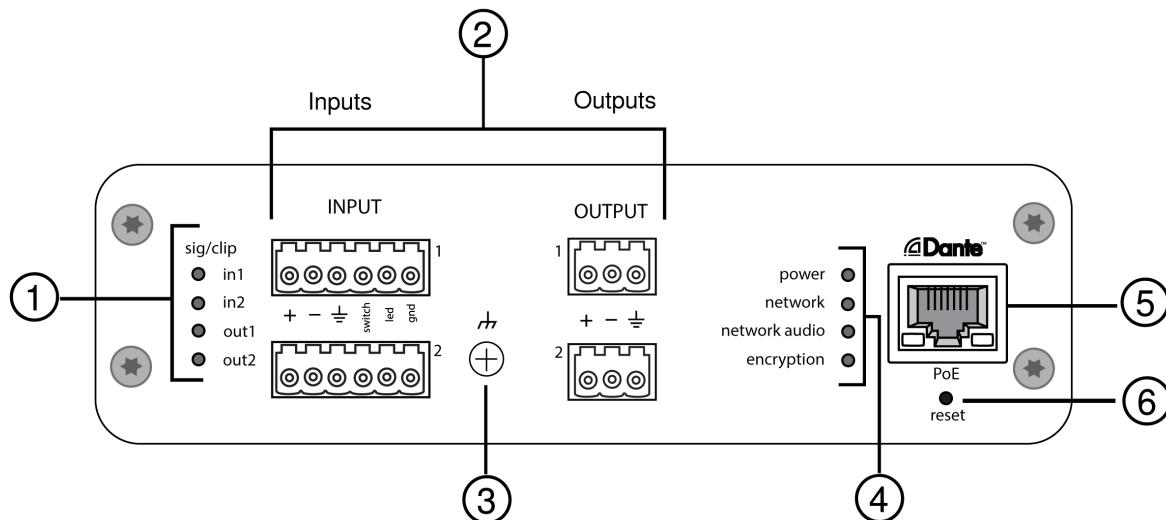 2
Inputs
Outputs
INPUT
OUTPUT
sig/clip
in1
in2
out1
out2
1
+ − switch led gnd
2
1
+ −
2
power
network
network audio
encryption
Dante™
PoE
reset
1
3
4
5
6